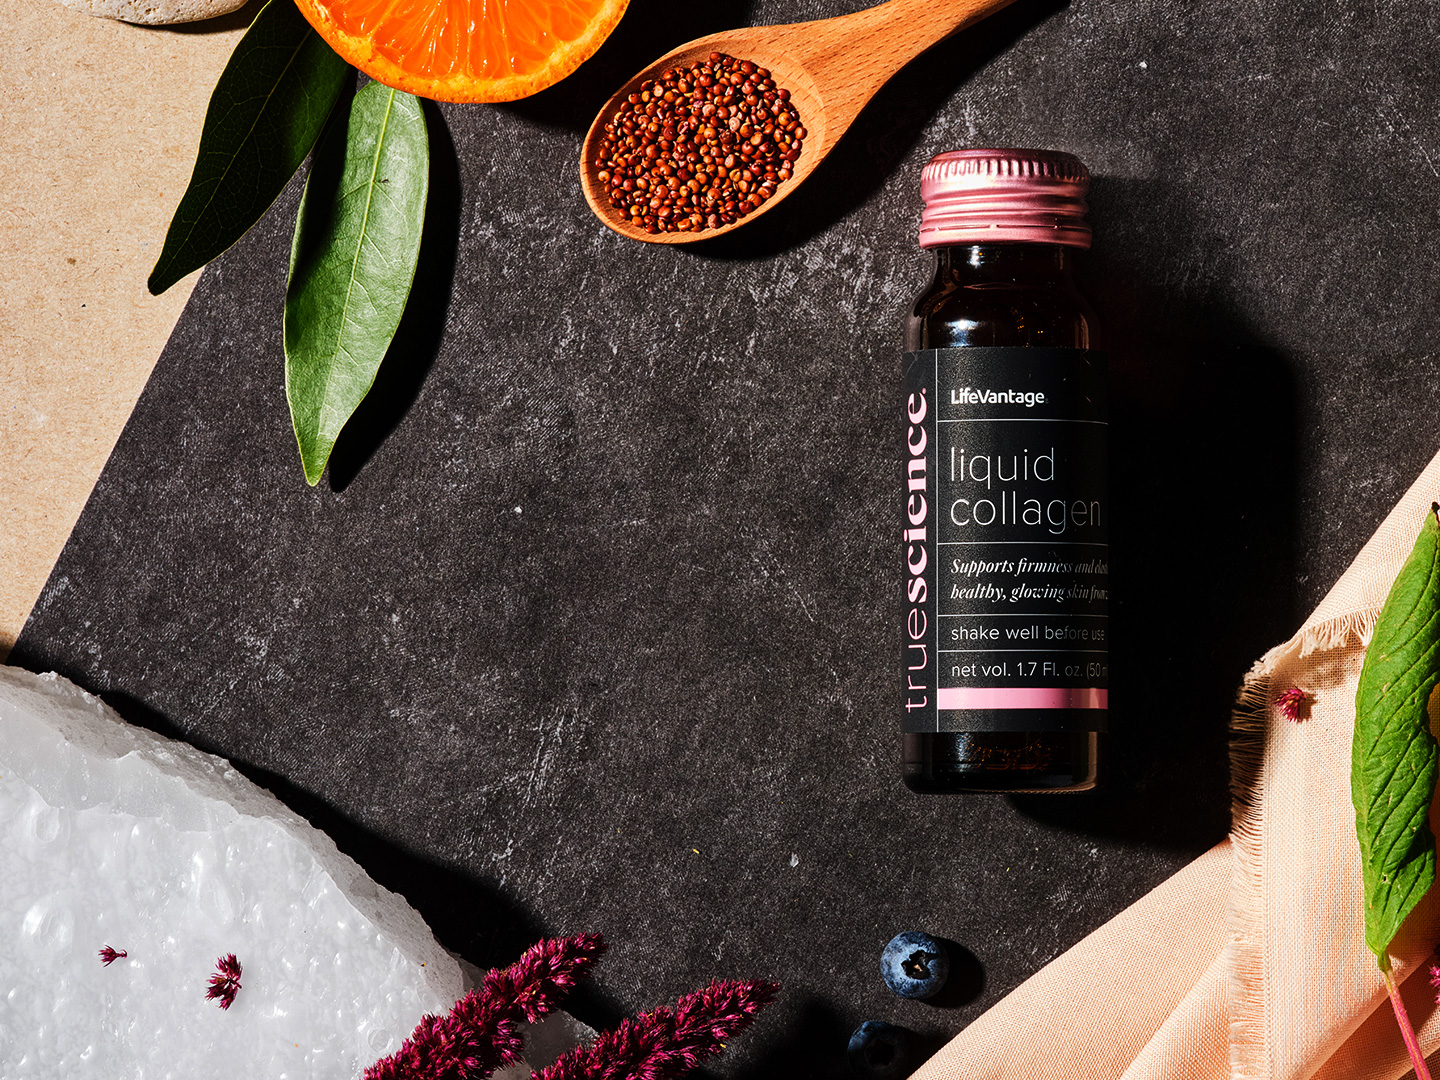 truescience.
LifeVantage
liquid
collagen
Supports firmness and
healthy, glowing skin
shake well before use
net vol. 1.7 Fl. oz. (50